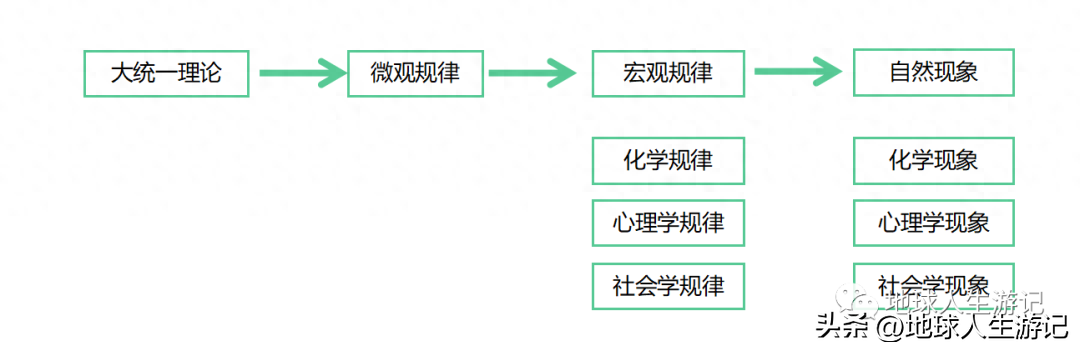 大统一理论
微观规律
宏观规律
自然现象
化学规律
化学现象
心理学规律
心理学现象
社会学规律
社会学现象
地球人生游记
头条 @地球人生游记